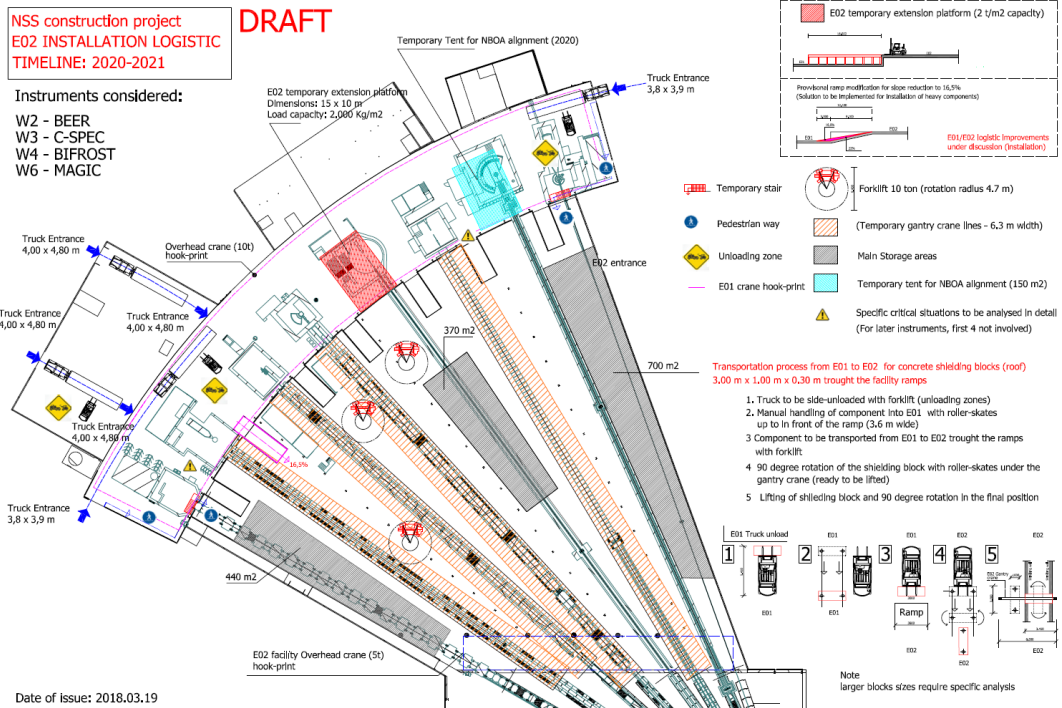 NSS construction project
E02 INSTALLATION LOGISTIC
TIMELINE: 2020-2021
DRAFT
Instruments considered:
W2 - BEER
W3 - C-SPEC
W4 - BIFROST
W6 - MAGIC
Temporary Tent for NBOA alignment (2020)
E02 temporary extension platform
Dimensions: 15 x 10 m
Load capacity: 2,000 Kg/m2
Truck Entrance
3,8 x 3,9 m
Truck Entrance
4,00 x 4,80 m
Overhead crane (10t)
hook-print
Truck Entrance
4,00 x 4,80 m
Truck Entrance
4,00 x 4,80 m
Truck Entrance
4,00 x 4,80 m
Truck Entrance
3,8 x 3,9 m
16,5%
E02 entrance
370 m2
700 m2
440 m2
E02 facility Overhead crane (5t)
hook-print
Date of issue: 2018.03.19
E02 temporary extension platform (2 t/m2 capacity)
Provvisonal ramp modification for slope reduction to 16,5%
(Solution to be implemented for installation of heavy components)
E01
E02
E01/E02 logistic improvements
under discussion (installation)
Temporary stair
Forklift 10 ton (rotation radius 4.7 m)
Pedestrian way
(Temporary gantry crane lines - 6.3 m width)
Unloading zone
Main Storage areas
E01 crane hook-print
Temporary tent for NBOA alignment (150 m2)
Specific critical situations to be analysed in detail
(For later instruments, first 4 not involved)
Transportation process from E01 to E02 for concrete shielding blocks (roof)
3.00 m x 1.00 m x 0.30 m trought the facility ramps
1. Truck to be side-unloaded with forklift (unloading zones)
2. Manual handling of component into E01 with roller-skates
up to in front of the ramp (3.6 m wide)
3 Component to be transported from E01 to E02 trought the ramps
with forklift
4 90 degree rotation of the shielding block with roller-skates under the
gantry crane (ready to be lifted)
5 Lifting of shileding block and 90 degree rotation in the final position
E01 Truck unload
E01
E01
E02
E02
1
2
3
4
5
E02 Gantry
crane
Ramp
E01
E01
E02
E02
E02
Note
larger blocks sizes require specific analysis